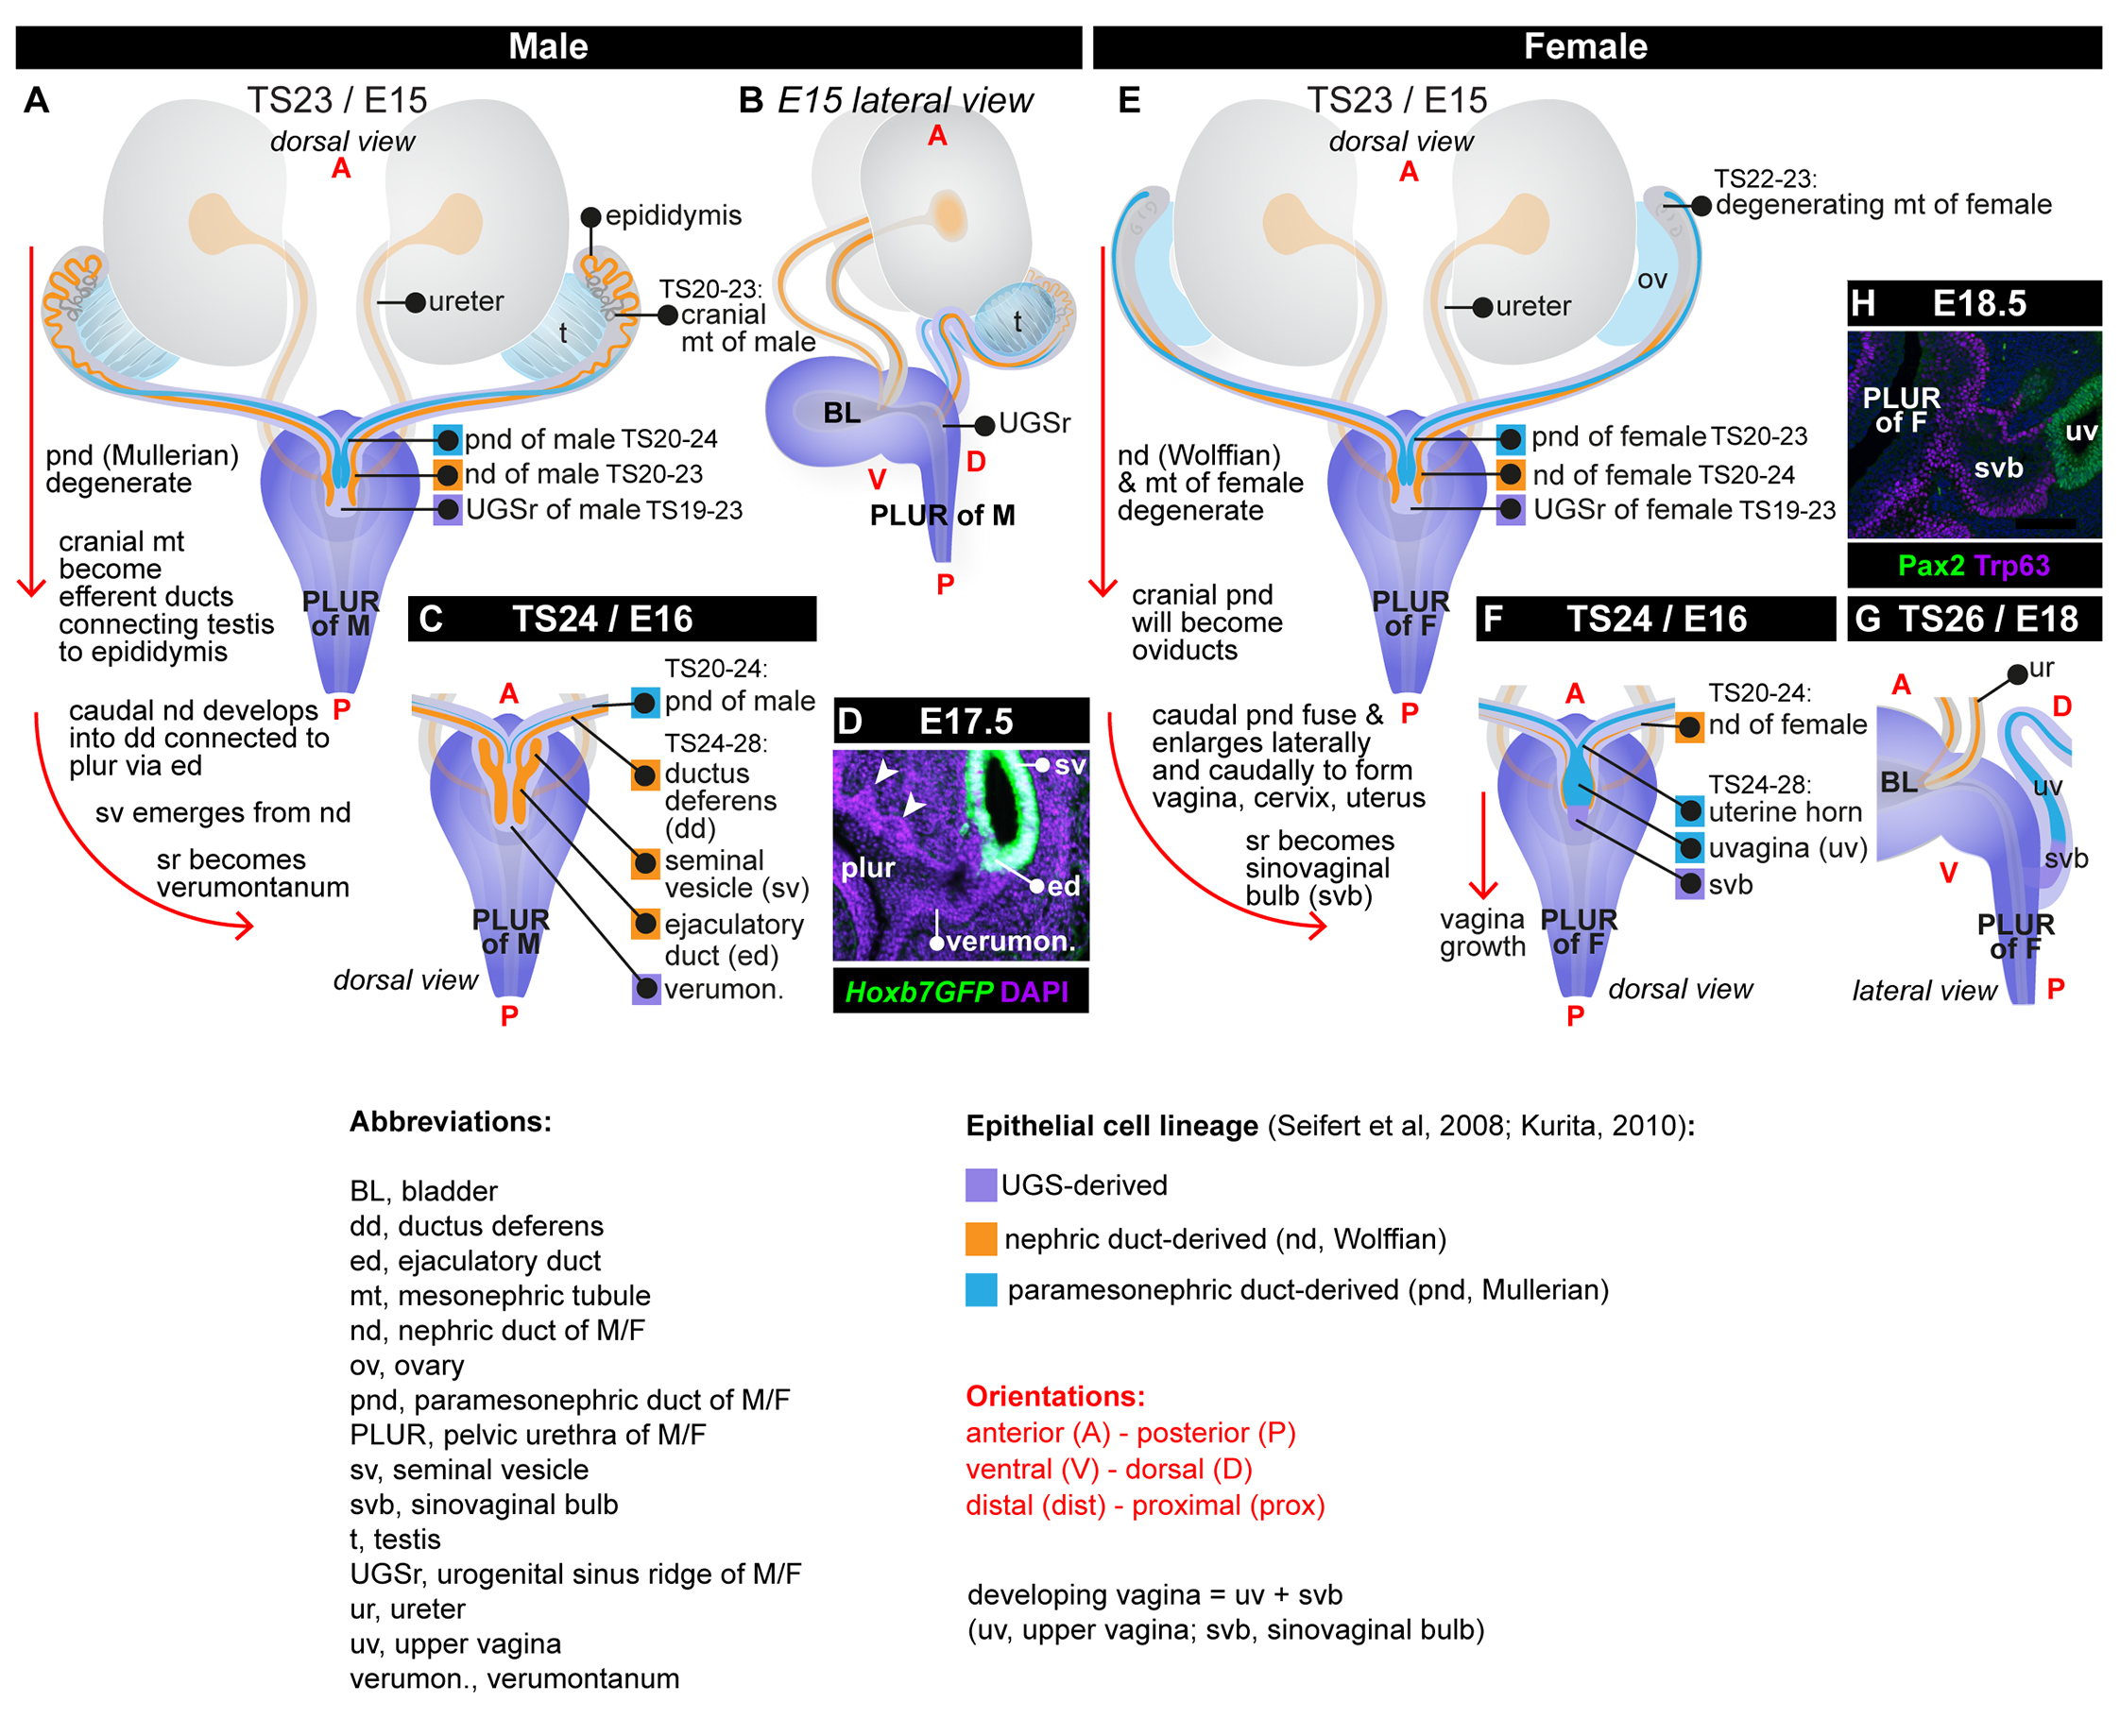 Male
Female
A
TS23 / E15
dorsal view
A
epididymis
TS20-23:
cranial
mt of male
ureter
t
pnd of male TS20-24
nd of male TS20-23
UGSr of male TS19-23
pnd (Mullerian)
degenerate
cranial mt
become
efferent ducts
connecting testis
to epididymis
caudal nd develops
into dd connected to
plur via ed
sv emerges from nd
sr becomes
verumontanum
PLUR
of M
P
B E15 lateral view
A
t
BL
UGSr
D
V
PLUR of M
P
C TS24 / E16
A
TS20-24:
pnd of male
TS24-28:
ductus
deferens
(dd)
seminal
vesicle (sv)
ejaculatory
duct (ed)
verumon.
PLUR
of M
dorsal view
P
D E17.5
sv
plur
ed
verumon.
Hoxb7GFP DAPI
E
TS23 / E15
dorsal view
A
TS22-23:
degenerating mt of female
ov
ureter
pnd of female TS20-23
nd of female TS20-24
UGSr of female TS19-23
nd (Wolffian)
& mt of female
degenerate
cranial pnd
will become
oviducts
caudal pnd fuse &
enlarges laterally
and caudally to form
vagina, cervix, uterus
sr becomes
sinovaginal
bulb (svb)
PLUR
of F
P
H E18.5
PLUR
of F
uv
svb
Pax2 Trp63
F TS24 / E16
A
TS20-24:
nd of female
TS24-28:
uterine horn
uvagina (uv)
svb
vagina
growth
PLUR
of F
dorsal view
P
G TS26 / E18
ur
A
D
BL
uv
svb
V
PLUR
of F
lateral view
P
Abbreviations:
BL, bladder
dd, ductus deferens
ed, ejaculatory duct
mt, mesonephric tubule
nd, nephric duct of M/F
ov, ovary
pnd, paramesonephric duct of M/F
PLUR, pelvic urethra of M/F
sv, seminal vesicle
svb, sinovaginal bulb
t, testis
UGSr, urogenital sinus ridge of M/F
ur, ureter
uv, upper vagina
verumon., verumontanum
Epithelial cell lineage (Seifert et al, 2008; Kurita, 2010):
UGS-derived
nephric duct-derived (nd, Wolffian)
paramesonephric duct-derived (pnd, Mullerian)
Orientations:
anterior (A) - posterior (P)
ventral (V) - dorsal (D)
distal (dist) - proximal (prox)
developing vagina = uv + svb
(uv, upper vagina; svb, sinovaginal bulb)